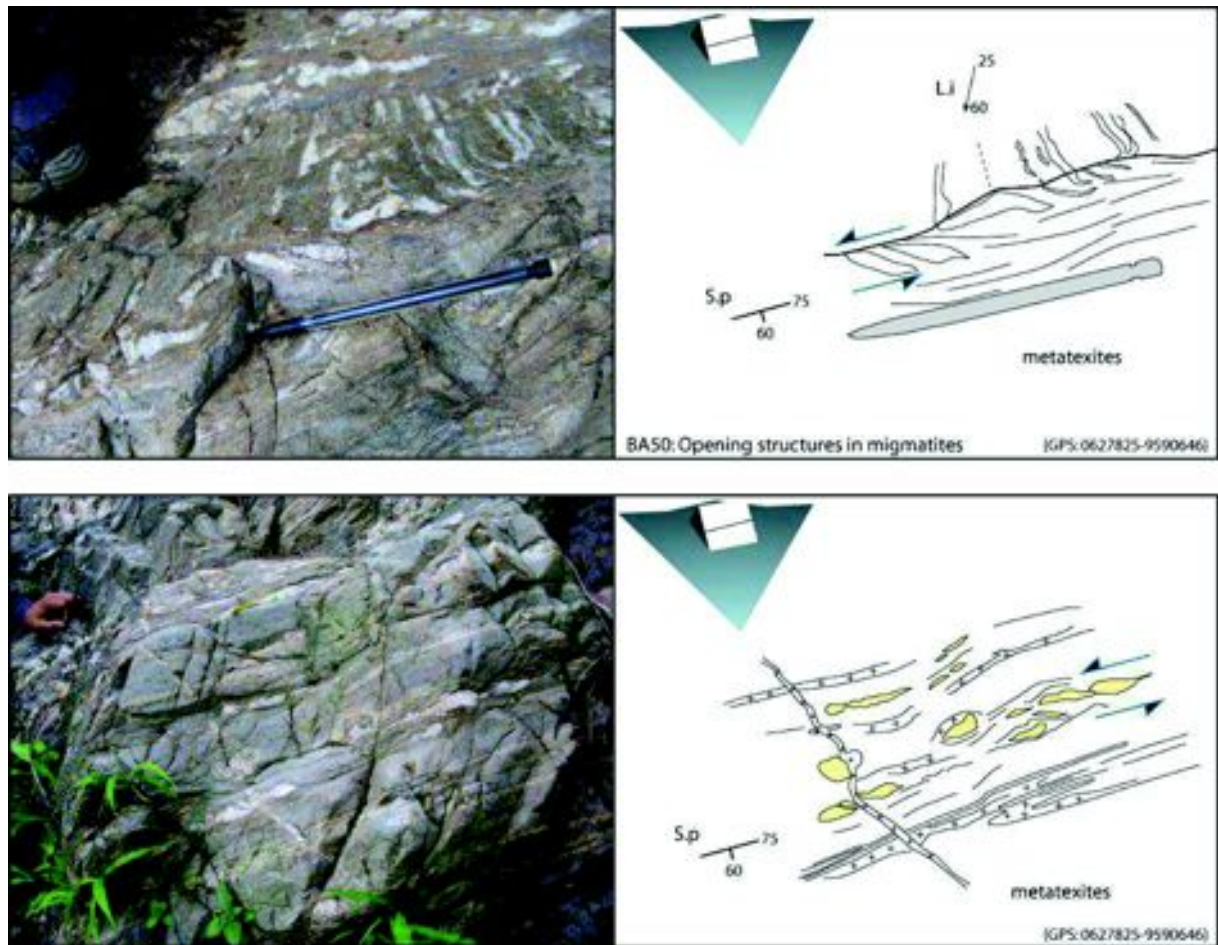 25
L.i
60
S.p
75
60
metatexites
BA50: Opening structures in migmatites
(GPS: 0627825-9590646)
S.p
75
60
metatexites
(GPS: 0627825-9590646)